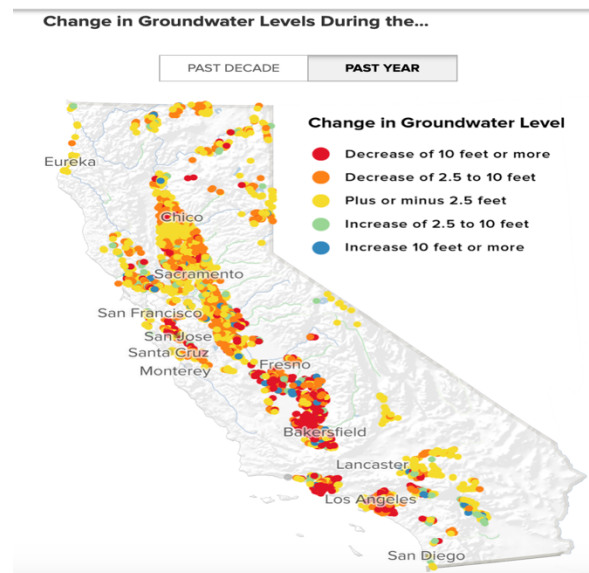 Change in Groundwater Levels During the...
PAST DECADE
PAST YEAR
Change in Groundwater Level
Decrease of 10 feet or more
Decrease of 2.5 to 10 feet
Plus or minus 2.5 feet
Increase of 2.5 to 10 feet
Increase 10 feet or more
Eureka
Chico
Sacramento
San Francisco
San Jose
Santa Cruz
Monterey
Fresno
Bakersfield
Lancaster
Los Angeles
San Diego